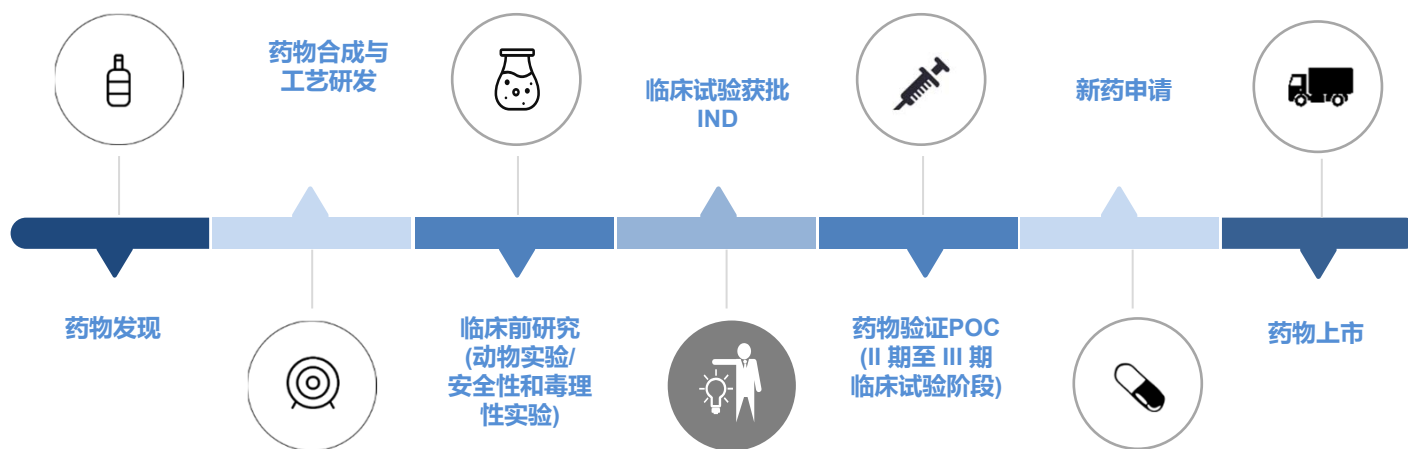 药物发现
药物合成与
工艺研发
临床前研究
(动物实验/
安全性和毒理
性实验)
临床试验获批
IND
药物验证POC
(II 期至 III 期
临床试验阶段)
新药申请
药物上市